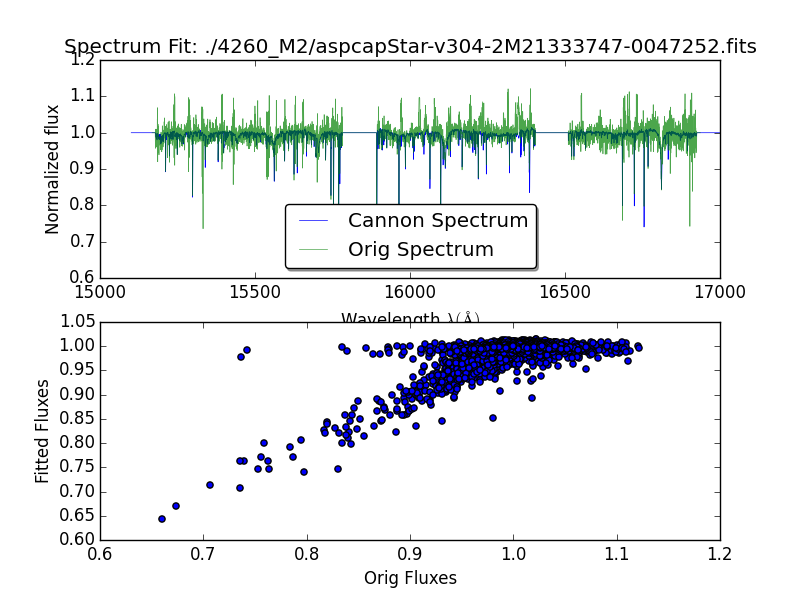 Spectrum Fit: ./4260_M2/aspcapStar-v304-2M21333747-0047252.fits
1.2
1.1
1.0
0.9
0.8
0.7
0.6
Normalized flux
Cannon Spectrum
Orig Spectrum
15000 15500 16000 16500 17000
Wavelength λ(Å)
1.05
1.00
0.95
0.90
0.85
0.80
0.75
0.70
0.65
0.60
Fitted Fluxes
0.6 0.7 0.8 0.9 1.0 1.1 1.2
Orig Fluxes